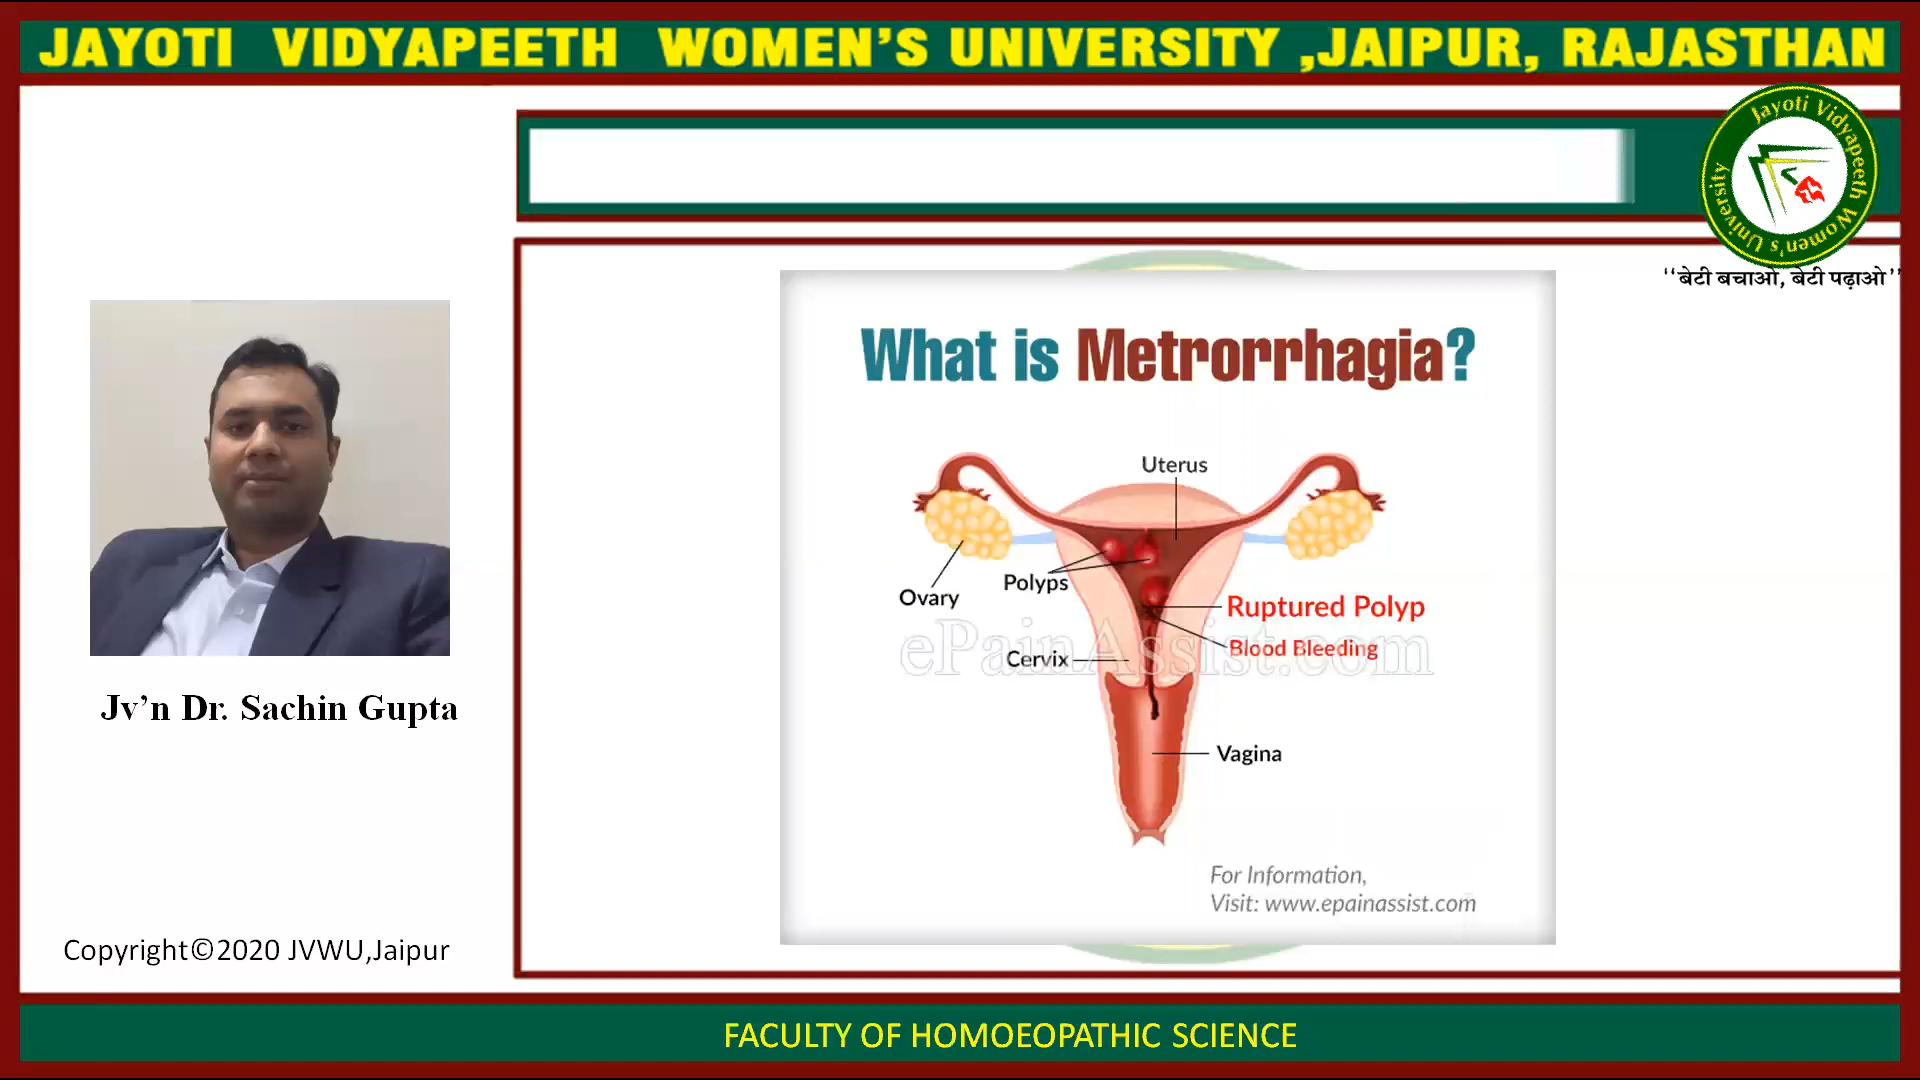 JAYOTI VIDYAPEETH WOMEN'S UNIVERSITY ,JAIPUR, RAJASTHAN
Jayoti Vidyapeeth Women's University
‘‘बेटी बचाओ, बेटी पढ़ाओ’’
What is Metrorrhagia?
Uterus
Polyps
Ovary
Ruptured Polyp
Blood Bleeding
ePainAssist.com
Cervix
Vagina
For Information,
Visit: www.epainassist.com
Jv’n Dr. Sachin Gupta
Copyright©2020 JVWU,Jaipur
FACULTY OF HOMOEOPATHIC SCIENCE